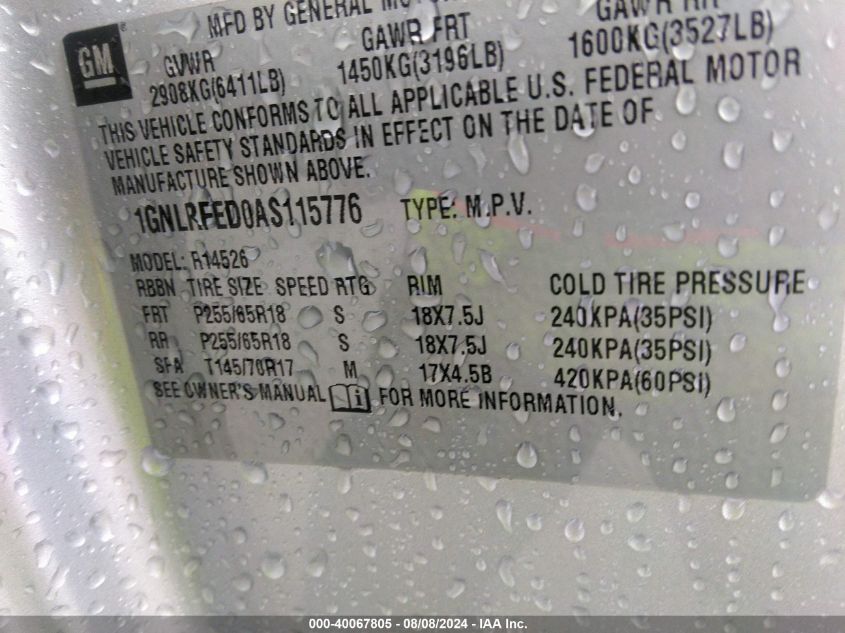 MFD BY GENERAL
GM
GVWR GAWR FRT GAWR RR
2908KG(6411LB) 1450KG(3196LB) 1600KG(3527LB)
THIS VEHICLE CONFORMS TO ALL APPLICABLE U.S. FEDERAL MOTOR
VEHICLE SAFETY STANDARDS IN EFFECT ON THE DATE OF
MANUFACTURE SHOWN ABOVE.
1GNLRFED0AS115776 TYPE: M.P.V.
MODEL: R14526
RBBN TIRE SIZE SPEED RTG RIM COLD TIRE PRESSURE
FRT P255/65R18 S 18X7.5J 240KPA(35PSI)
RR P255/65R18 S 18X7.5J 240KPA(35PSI)
SFA T145/70R17 M 17X4.5B 420KPA(60PSI)
SEE OWNER'S MANUAL FOR MORE INFORMATION.
000-40067805 - 08/08/2024 - IAA Inc.